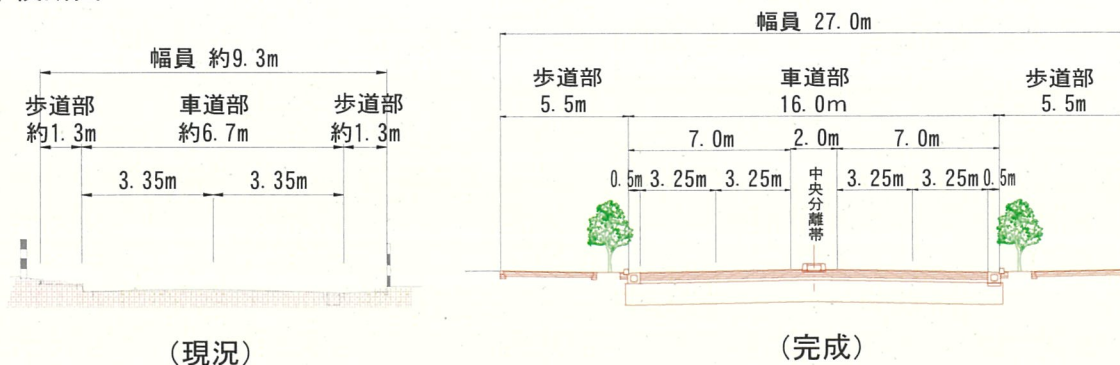 幅員 約9.3m
歩道部
約1.3m
車道部
約6.7m
歩道部
約1.3m
3.35m
3.35m
(現況)
幅員 27.0m
歩道部
5.5m
車道部
16.0m
歩道部
5.5m
7.0m
2.0m
7.0m
0.5m
3.25m
3.25m
中央分離帯
3.25m
3.25m
0.5m
(完成)